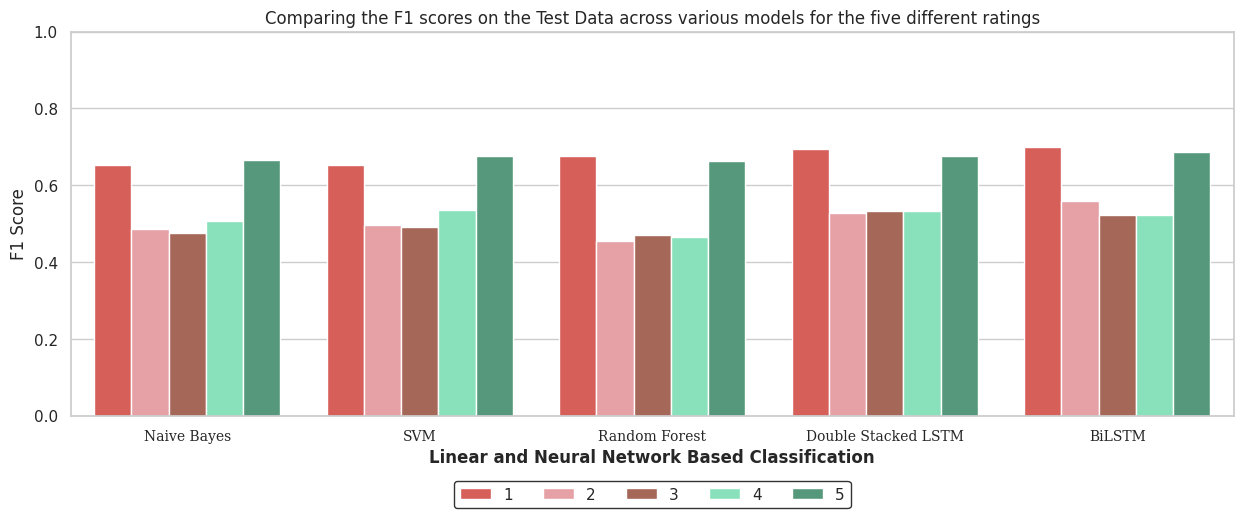 Comparing the F1 scores on the Test Data across various models for the five different ratings
1.0
0.8
0.6
0.4
0.2
0.0
F1 Score
Naive Bayes SVM Random Forest Double Stacked LSTM BiLSTM
Linear and Neural Network Based Classification
1 2 3 4 5